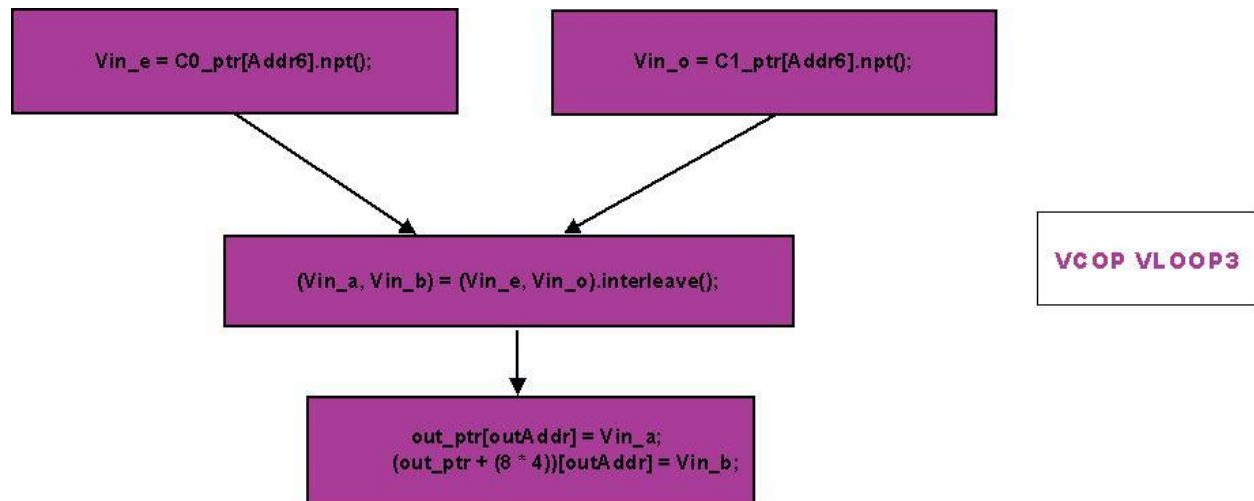 Vin_e = C0_ptr[Addr6].npt();
Vin_o = C1_ptr[Addr6].npt();
(Vin_a, Vin_b) = (Vin_e, Vin_o).interleave();
VCOP VLOOP3
out_ptr[outAddr] = Vin_a;
(out_ptr + (8 * 4))[outAddr] = Vin_b;